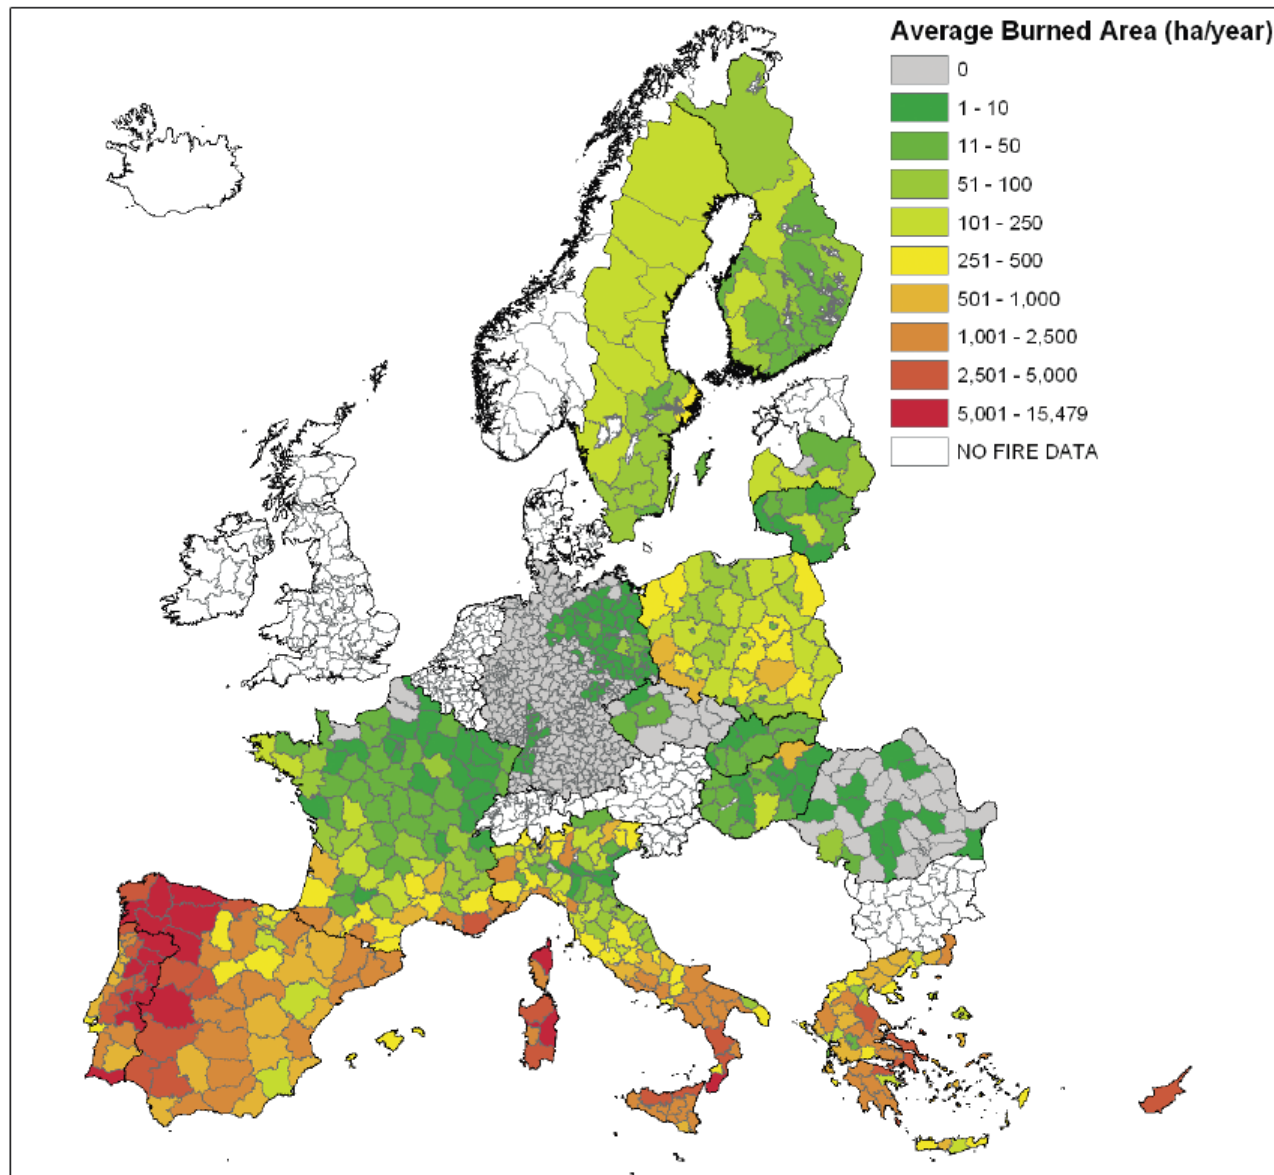 Average Burned Area (ha/year)
0
1 - 10
11 - 50
51 - 100
101 - 250
251 - 500
501 - 1,000
1,001 - 2,500
2,501 - 5,000
5,001 - 15,479
NO FIRE DATA